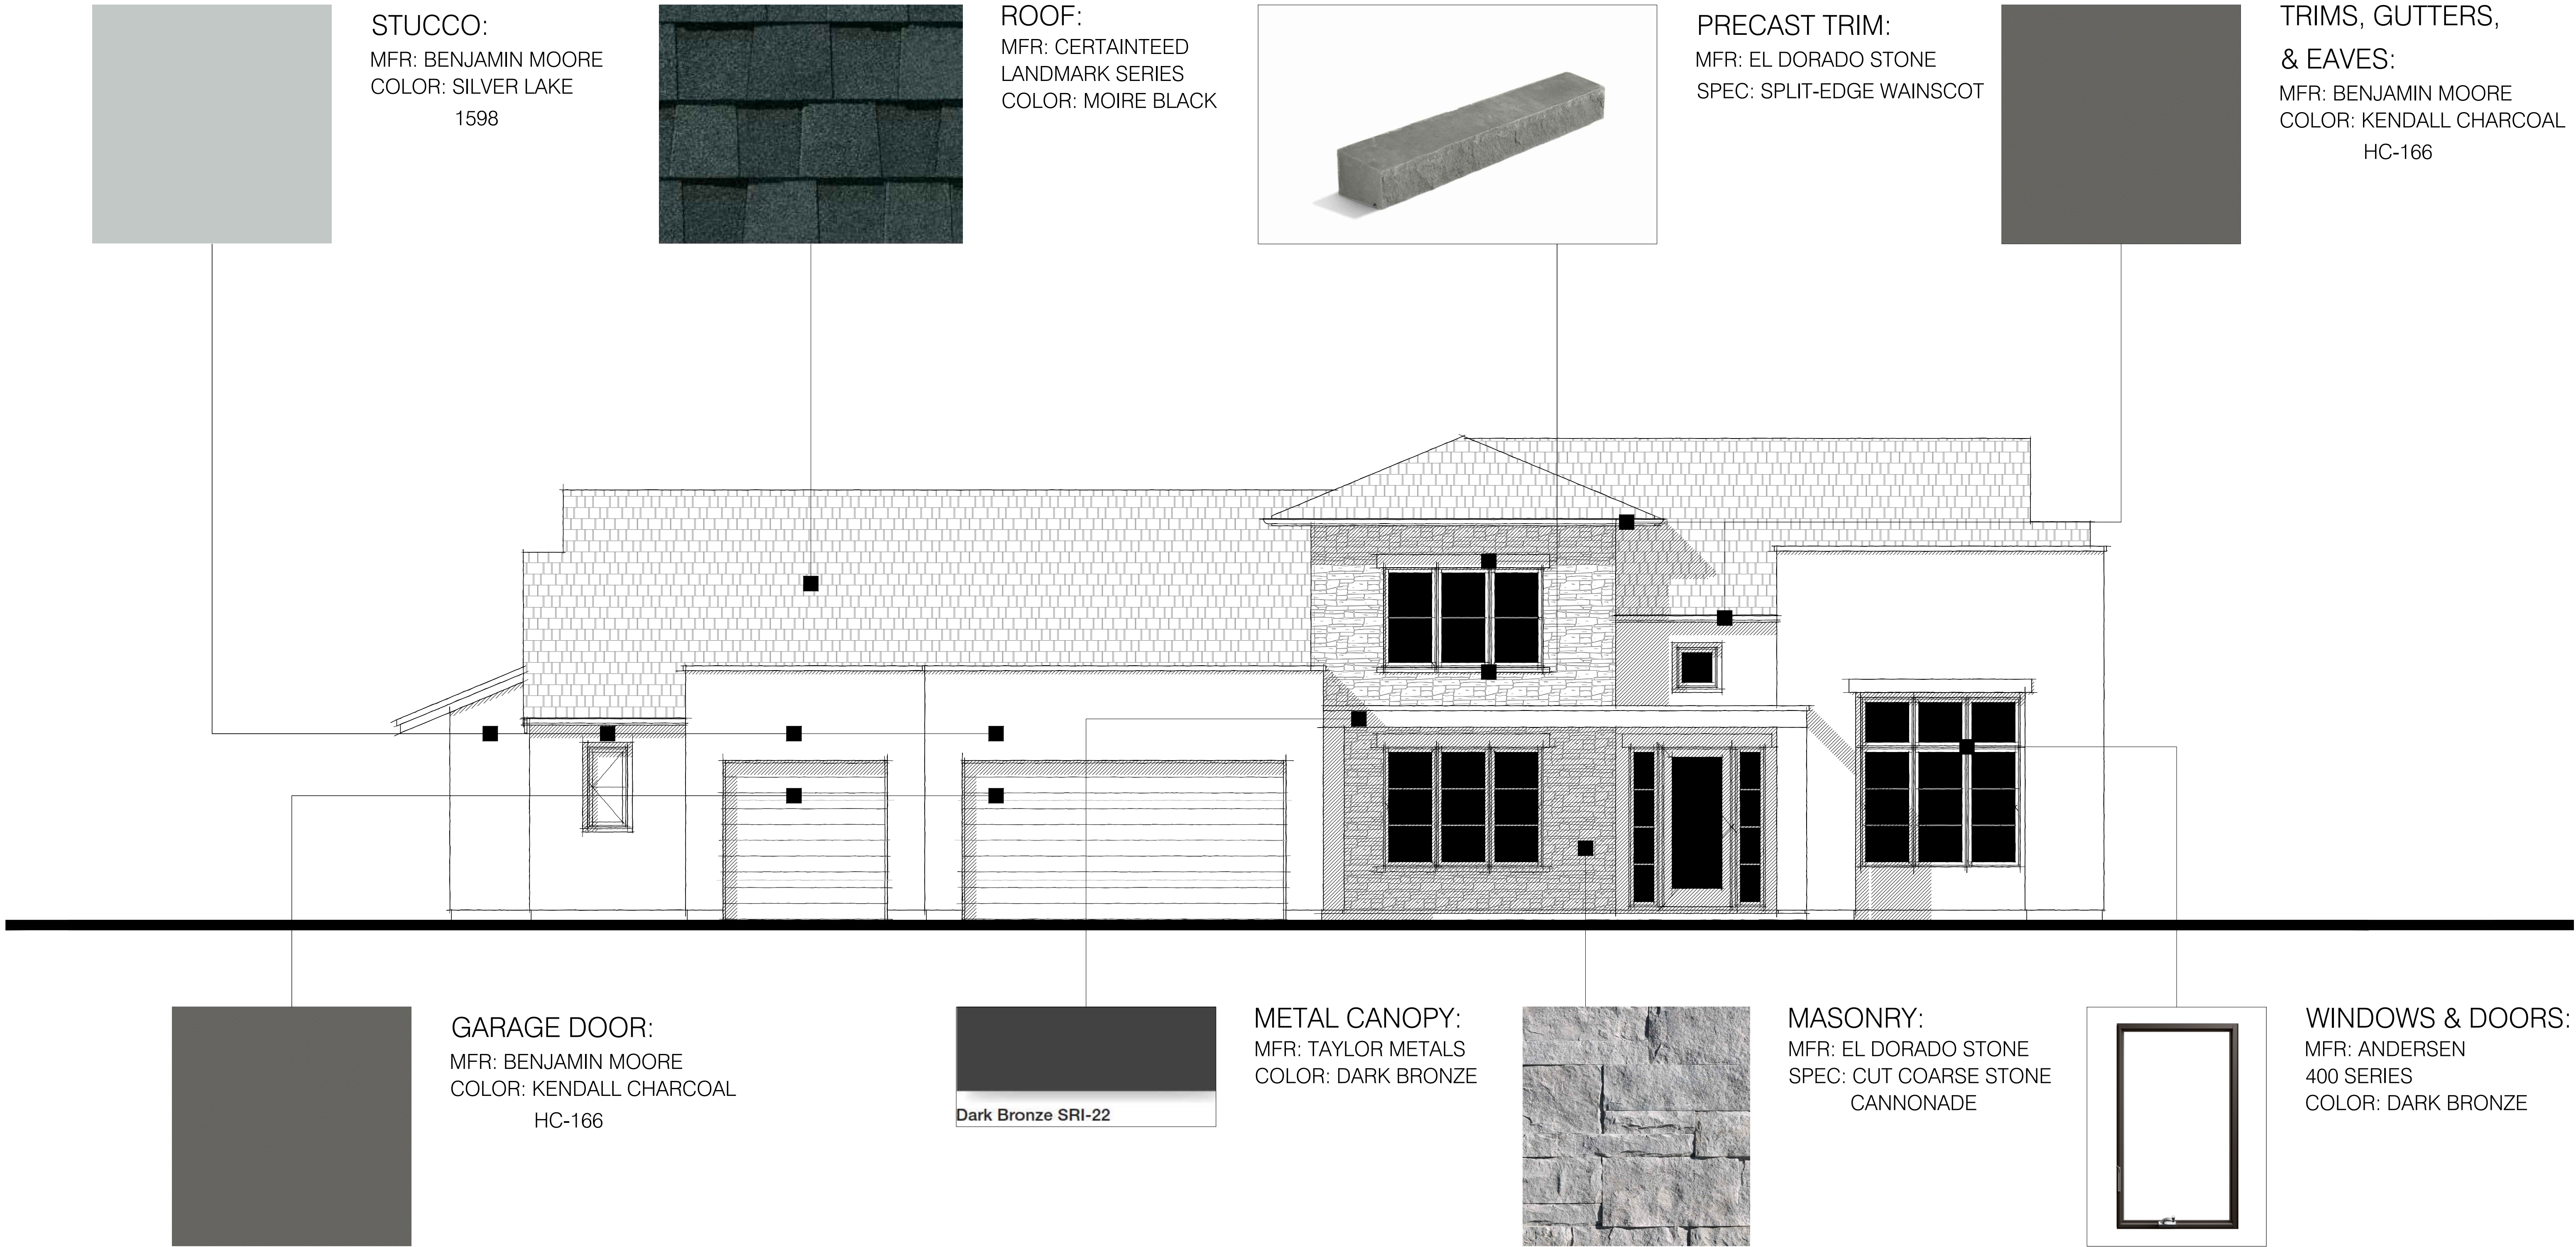 STUCCO:
MFR: BENJAMIN MOORE
COLOR: SILVER LAKE
1598
ROOF:
MFR: CERTAINTEED
LANDMARK SERIES
COLOR: MOIRE BLACK
PRECAST TRIM:
MFR: EL DORADO STONE
SPEC: SPLIT-EDGE WAINSCOT
TRIMS, GUTTERS,
& EAVES:
MFR: BENJAMIN MOORE
COLOR: KENDALL CHARCOAL
HC-166
GARAGE DOOR:
MFR: BENJAMIN MOORE
COLOR: KENDALL CHARCOAL
HC-166
Dark Bronze SRI-22
METAL CANOPY:
MFR: TAYLOR METALS
COLOR: DARK BRONZE
MASONRY:
MFR: EL DORADO STONE
SPEC: CUT COARSE STONE
CANNONADE
WINDOWS & DOORS:
MFR: ANDERSEN
400 SERIES
COLOR: DARK BRONZE